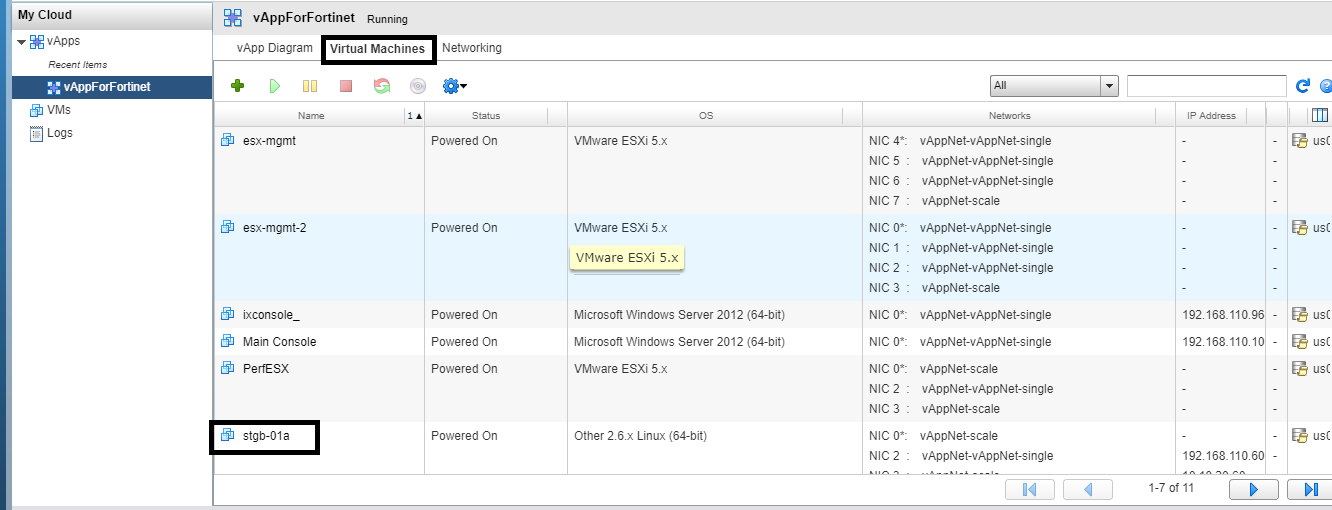 My Cloud
vApps
Recent Items
vAppForFortinet
VMs
Logs
vAppForFortinet Running
vApp Diagram Virtual Machines Networking
All
Name 1 Status OS Networks IP Address
esx-mgmt Powered On VMware ESXi 5.x NIC 4*: vAppNet-vAppNet-single - - us0
NIC 5 : vAppNet-vAppNet-single - -
NIC 6 : vAppNet-vAppNet-single - -
NIC 7 : vAppNet-scale - -
esx-mgmt-2 Powered On VMware ESXi 5.x NIC 0*: vAppNet-vAppNet-single - - us0
NIC 1 : vAppNet-vAppNet-single - -
VMware ESXi 5.x
NIC 2 : vAppNet-vAppNet-single - -
NIC 3 : vAppNet-scale - -
ixconsole_ Powered On Microsoft Windows Server 2012 (64-bit) NIC 0*: vAppNet-vAppNet-single 192.168.110.96 - us0
Main Console Powered On Microsoft Windows Server 2012 (64-bit) NIC 0*: vAppNet-vAppNet-single 192.168.110.10 - us0
PerfESX Powered On VMware ESXi 5.x NIC 0*: vAppNet-scale - - us0
NIC 2 : vAppNet-vAppNet-single - -
NIC 3 : vAppNet-scale - -
stgb-01a Powered On Other 2.6.x Linux (64-bit) NIC 0*: vAppNet-scale - - us0
NIC 2 : vAppNet-vAppNet-single 192.168.110.60 -
1-7 of 11